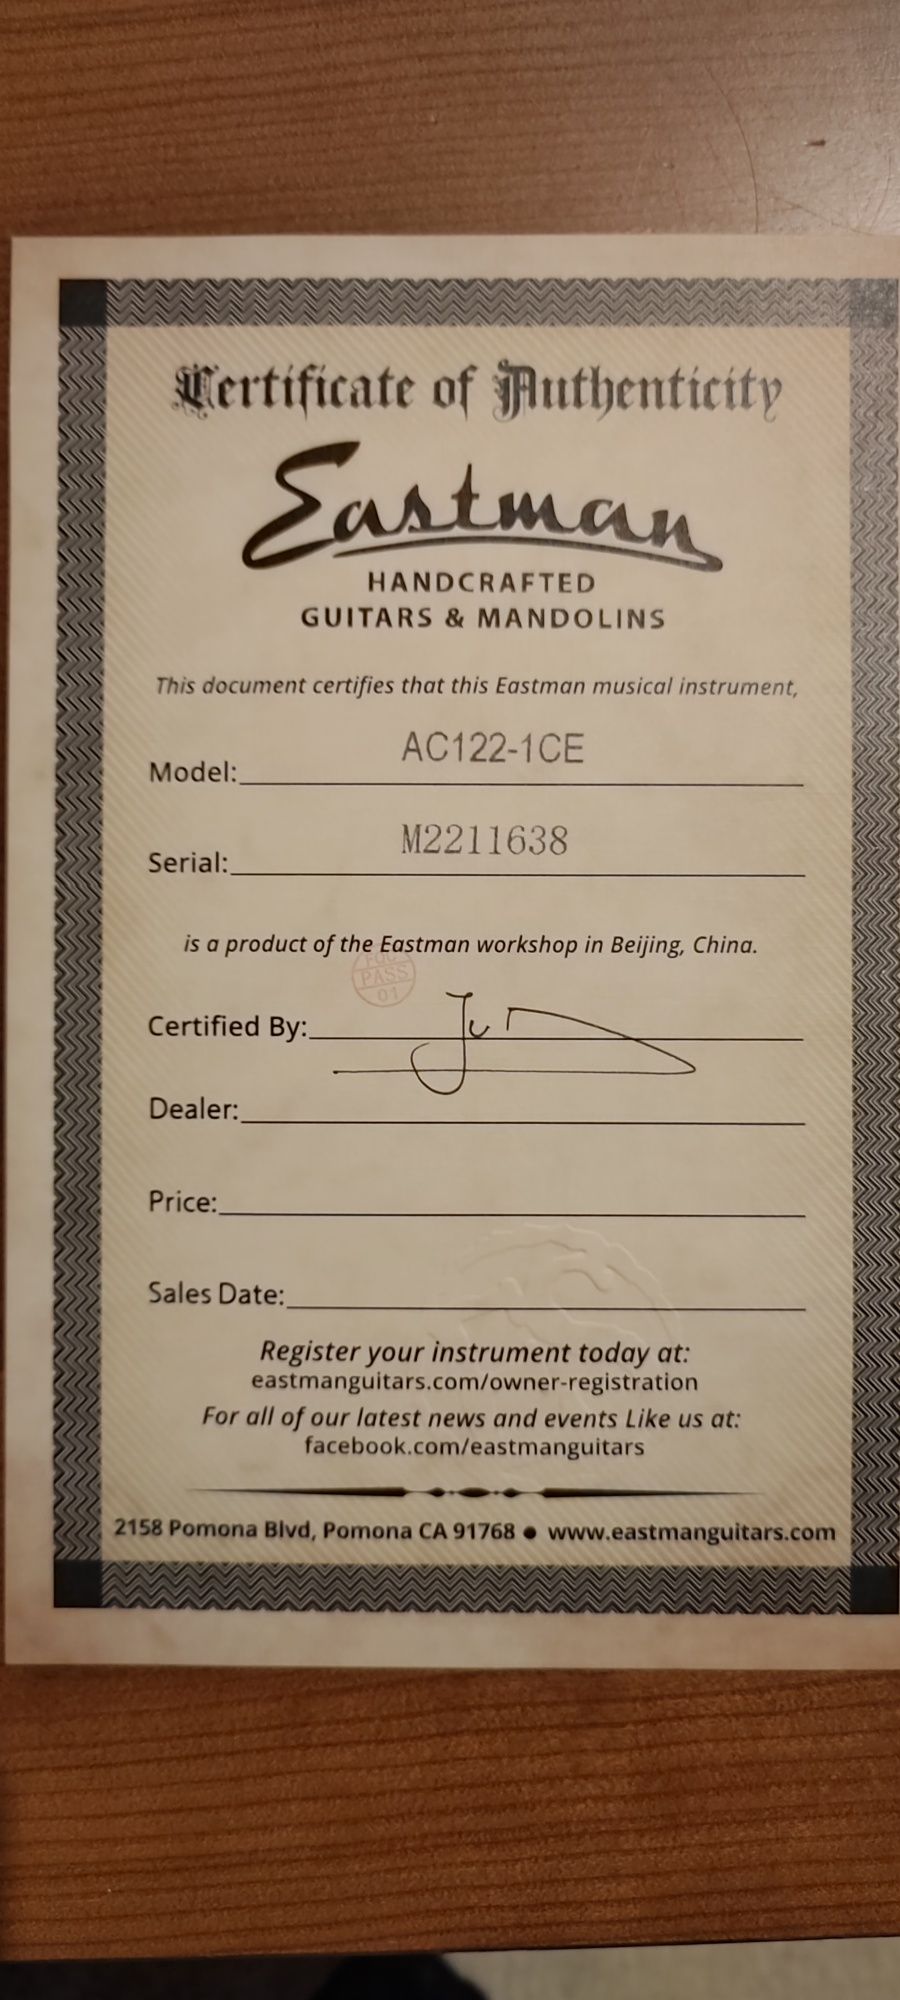 Certificate of Authenticity
Eastman
HANDCRAFTED
GUITARS & MANDOLINS
This document certifies that this Eastman musical instrument,
Model: AC122-1CE
Serial: M2211638
is a product of the Eastman workshop in Beijing, China.
PASS
01
Certified By:
Dealer:
Price:
Sales Date:
Register your instrument today at:
eastmanguitars.com/owner-registration
For all of our latest news and events Like us at:
facebook.com/eastmanguitars
2158 Pomona Blvd, Pomona CA 91768 ● www.eastmanguitars.com